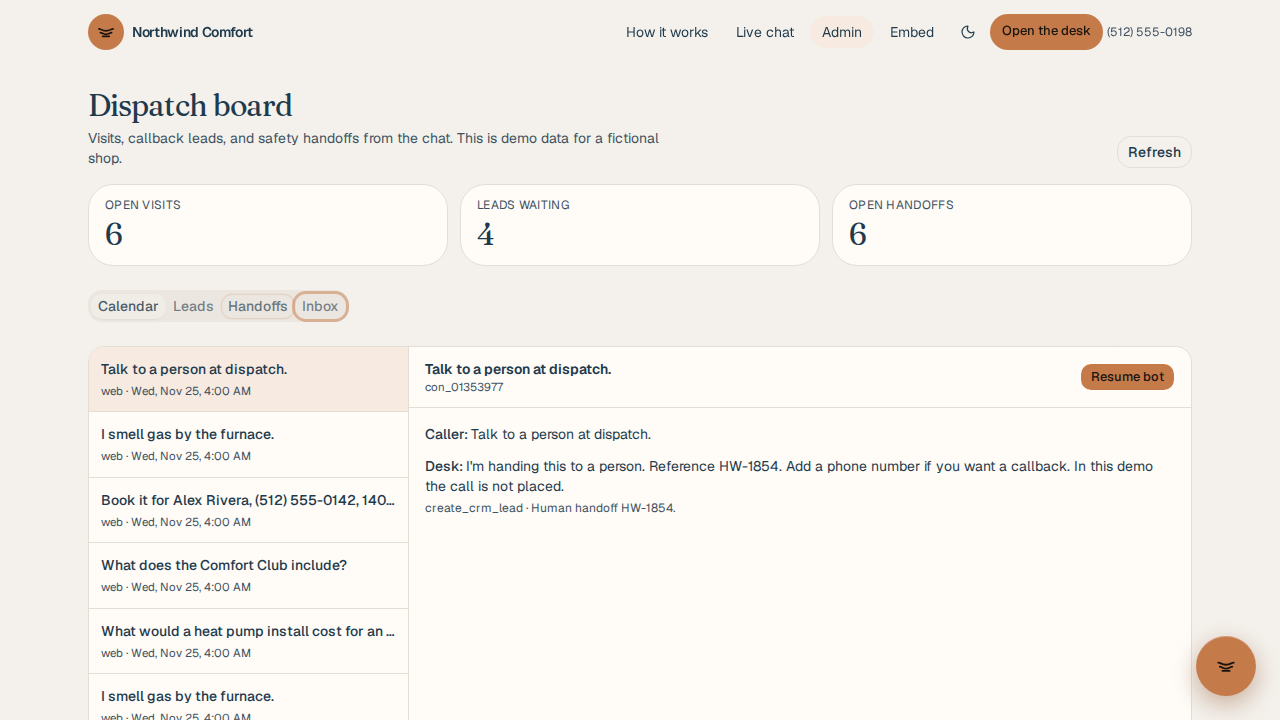 Northwind Comfort
How it works
Live chat
Admin
Embed
Open the desk
(512) 555-0198
Dispatch board
Visits, callback leads, and safety handoffs from the chat. This is demo data for a fictional
shop.
Refresh
OPEN VISITS
6
LEADS WAITING
4
OPEN HANDOFFS
6
Calendar
Leads
Handoffs
Inbox
Talk to a person at dispatch.
web · Wed, Nov 25, 4:00 AM
I smell gas by the furnace.
web · Wed, Nov 25, 4:00 AM
Book it for Alex Rivera, (512) 555-0142, 140...
web · Wed, Nov 25, 4:00 AM
What does the Comfort Club include?
web · Wed, Nov 25, 4:00 AM
What would a heat pump install cost for an ...
web · Wed, Nov 25, 4:00 AM
I smell gas by the furnace.
web · Wed, Nov 25, 4:00 AM
Talk to a person at dispatch.
con_01353977
Resume bot
Caller: Talk to a person at dispatch.
Desk: I'm handing this to a person. Reference HW-1854. Add a phone number if you want a callback. In this demo
the call is not placed.
create_crm_lead · Human handoff HW-1854.